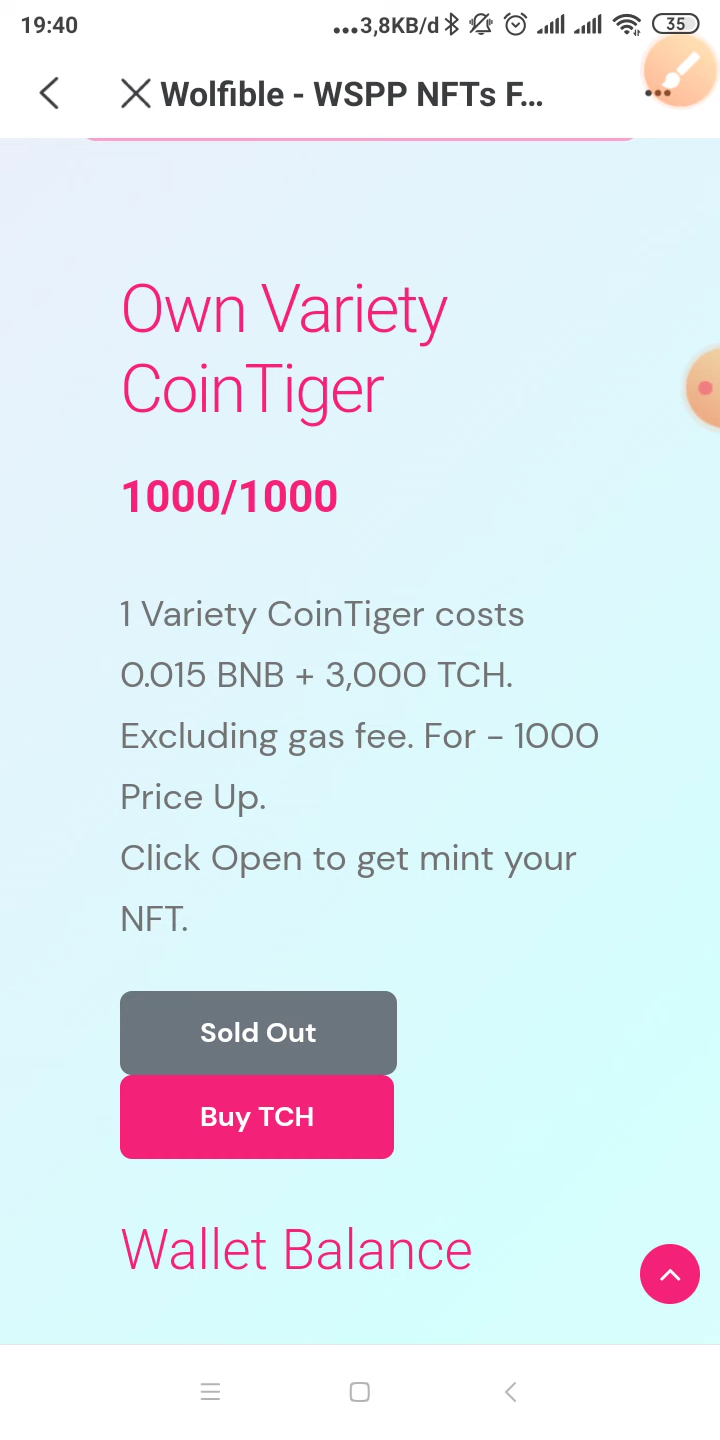 19:40
...3,8KB/d
35
Wolfible - WSPP NFTs F...
Own Variety
CoinTiger
1000/1000
1 Variety CoinTiger costs
0.015 BNB + 3,000 TCH.
Excluding gas fee. For – 1000
Price Up.
Click Open to get mint your
NFT.
Sold Out
Buy TCH
Wallet Balance